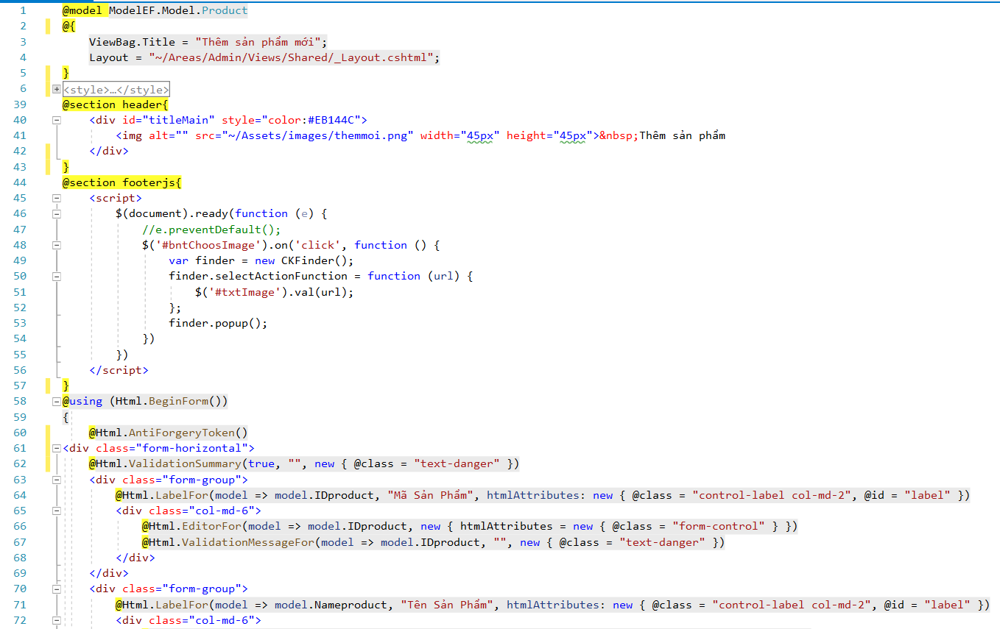 1 @model ModelEF.Model.Product
2 @{
3 ViewBag.Title = "Thêm sản phẩm mới";
4 Layout = "~/Areas/Admin/Views/Shared/_Layout.cshtml";
5 }
6 <style>…</style>
39 @section header{
40 <div id="titleMain" style="color:#EB144C">
41 <img alt="" src="~/Assets/images/themmoi.png" width="45px" height="45px">&nbsp;Thêm sản phẩm
42 </div>
43 }
44 @section footerjs{
45 <script>
46 $(document).ready(function (e) {
47 //e.preventDefault();
48 $('#bntChoosImage').on('click', function () {
49 var finder = new CKFinder();
50 finder.selectActionFunction = function (url) {
51 $('#txtImage').val(url);
52 };
53 finder.popup();
54 })
55 })
56 </script>
57 }
58 @using (Html.BeginForm())
59 {
60 @Html.AntiForgeryToken()
61 <div class="form-horizontal">
62 @Html.ValidationSummary(true, "", new { @class = "text-danger" })
63 <div class="form-group">
64 @Html.LabelFor(model => model.IDproduct, "Mã Sản Phẩm", htmlAttributes: new { @class = "control-label col-md-2", @id = "label" })
65 <div class="col-md-6">
66 @Html.EditorFor(model => model.IDproduct, new { htmlAttributes = new { @class = "form-control" } })
67 @Html.ValidationMessageFor(model => model.IDproduct, "", new { @class = "text-danger" })
68 </div>
69 </div>
70 <div class="form-group">
71 @Html.LabelFor(model => model.Nameproduct, "Tên Sản Phẩm", htmlAttributes: new { @class = "control-label col-md-2", @id = "label" })
72 <div class="col-md-6">